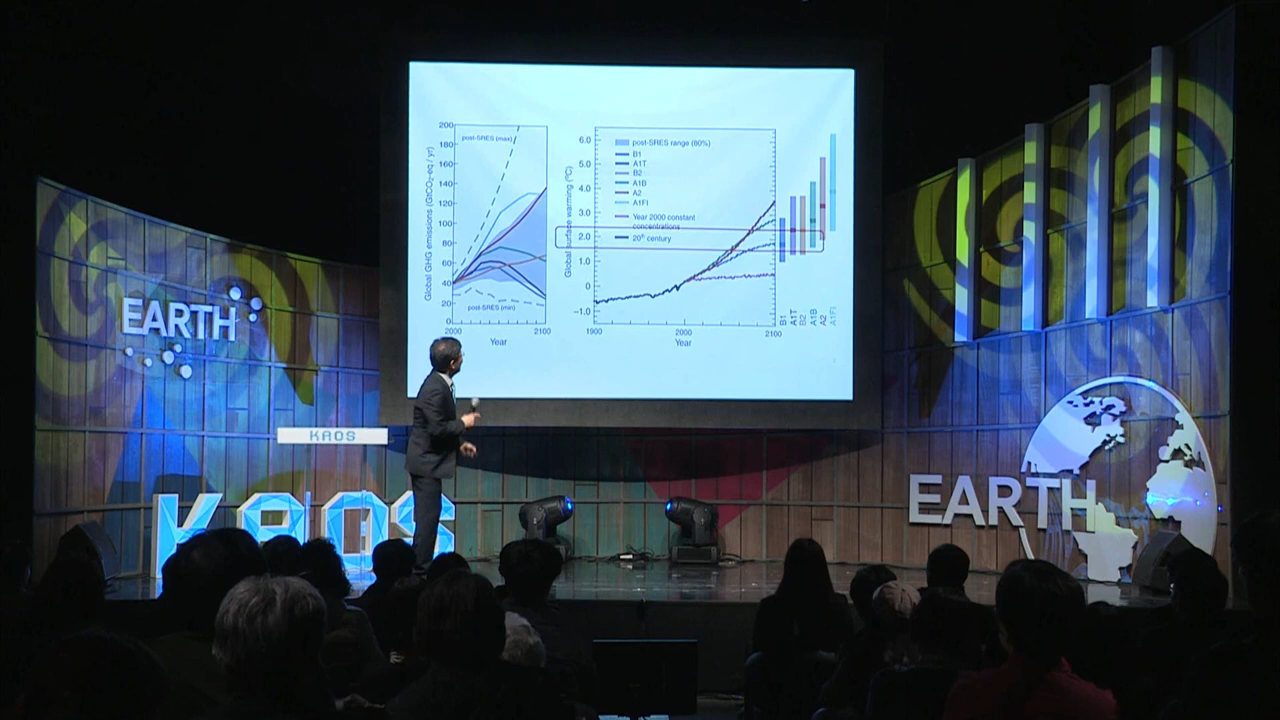 200
180
160
140
120
100
80
60
40
20
0
Global GHG emissions (GtCO₂-eq / yr)
post-SRES (max)
post-SRES (min)
2000
2100
Year
6.0
5.0
4.0
3.0
2.0
1.0
0
–1.0
Global surface warming (°C)
post-SRES range (80%)
B1
A1T
B2
A1B
A2
A1FI
Year 2000 constant
concentrations
20th century
1900
2000
2100
Year
B1
A1T
B2
A1B
A2
A1FI
EARTH
KAOS
KAOS
EARTH